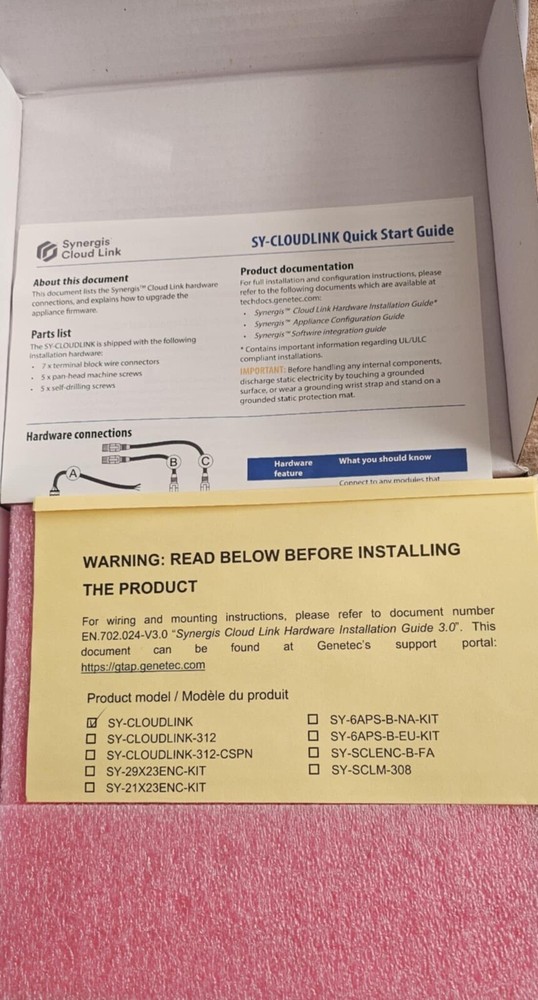 Synergis
Cloud Link
SY-CLOUDLINK Quick Start Guide
About this document
This document lists the Synergis™ Cloud Link hardware
connections, and explains how to upgrade the
appliance firmware.
Parts list
The SY-CLOUDLINK is shipped with the following
installation hardware:
• 7 x terminal block wire connectors
• 5 x pan-head machine screws
• 5 x self-drilling screws
Product documentation
For full installation and configuration instructions, please
refer to the following documents which are available at
techdocs.genetec.com:
• Synergis™ Cloud Link Hardware Installation Guide*
• Synergis™ Appliance Configuration Guide
• Synergis™ Softwire integration guide
* Contains important information regarding UL/ULC
compliant installations.
IMPORTANT: Before handling any internal components,
discharge static electricity by touching a grounded
surface, or wear a grounding wrist strap and stand on a
grounded static protection mat.
Hardware connections
A
B
C
Hardware
feature
What you should know
Connect to any modules that
WARNING: READ BELOW BEFORE INSTALLING
THE PRODUCT
For wiring and mounting instructions, please refer to document number
EN.702.024-V3.0 "Synergis Cloud Link Hardware Installation Guide 3.0". This
document can be found at Genetec's support portal:
https://gtap.genetec.com
Product model / Modèle du produit
☑ SY-CLOUDLINK
☐ SY-CLOUDLINK-312
☐ SY-CLOUDLINK-312-CSPN
☐ SY-29X23ENC-KIT
☐ SY-21X23ENC-KIT
☐ SY-6APS-B-NA-KIT
☐ SY-6APS-B-EU-KIT
☐ SY-SCLENC-B-FA
☐ SY-SCLM-308